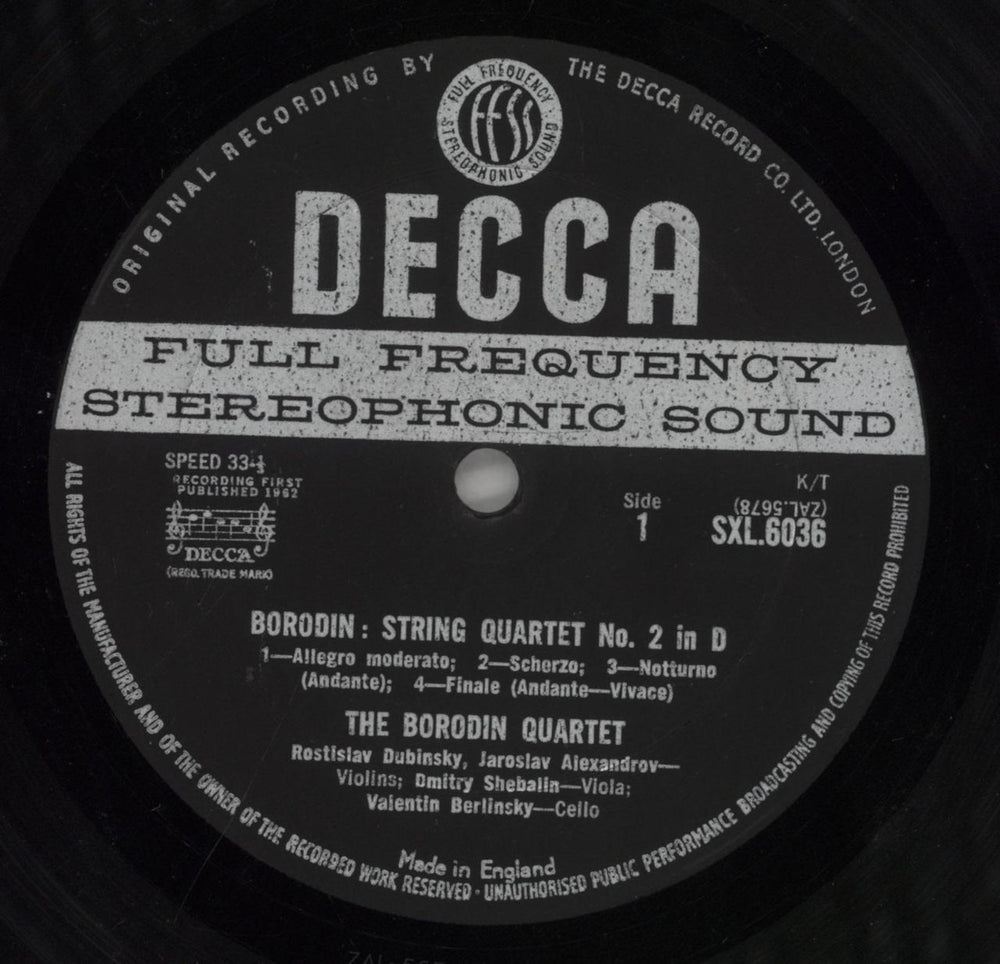 ORIGINAL RECORDING BY
THE DECCA RECORD CO. LTD. LONDON
FULL FREQUENCY
STEREOPHONIC SOUND
FFSS
DECCA
FULL FREQUENCY
STEREOPHONIC SOUND
SPEED 33⅓
RECORDING FIRST
PUBLISHED 1962
DECCA
(REGD. TRADE MARK)
Side
1
K/T
(ZAL.5678)
SXL.6036
BORODIN: STRING QUARTET No. 2 in D
1—Allegro moderato; 2—Scherzo; 3—Notturno
(Andante); 4—Finale (Andante—Vivace)
THE BORODIN QUARTET
Rostislav Dubinsky, Jaroslav Alexandrov—
Violins; Dmitry Shebalin—Viola;
Valentin Berlinsky—Cello
Made in England
ALL RIGHTS OF THE MANUFACTURER AND OF THE OWNER OF THE RECORDED WORK RESERVED · UNAUTHORISED PUBLIC PERFORMANCE BROADCASTING AND COPYING OF THIS RECORD PROHIBITED